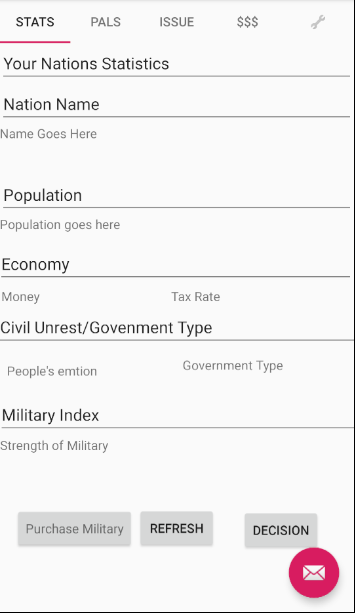 STATS PALS ISSUE $$$
Your Nations Statistics
Nation Name
Name Goes Here
Population
Population goes here
Economy
Money Tax Rate
Civil Unrest/Govenment Type
People's emtion Government Type
Military Index
Strength of Military
Purchase Military REFRESH DECISION